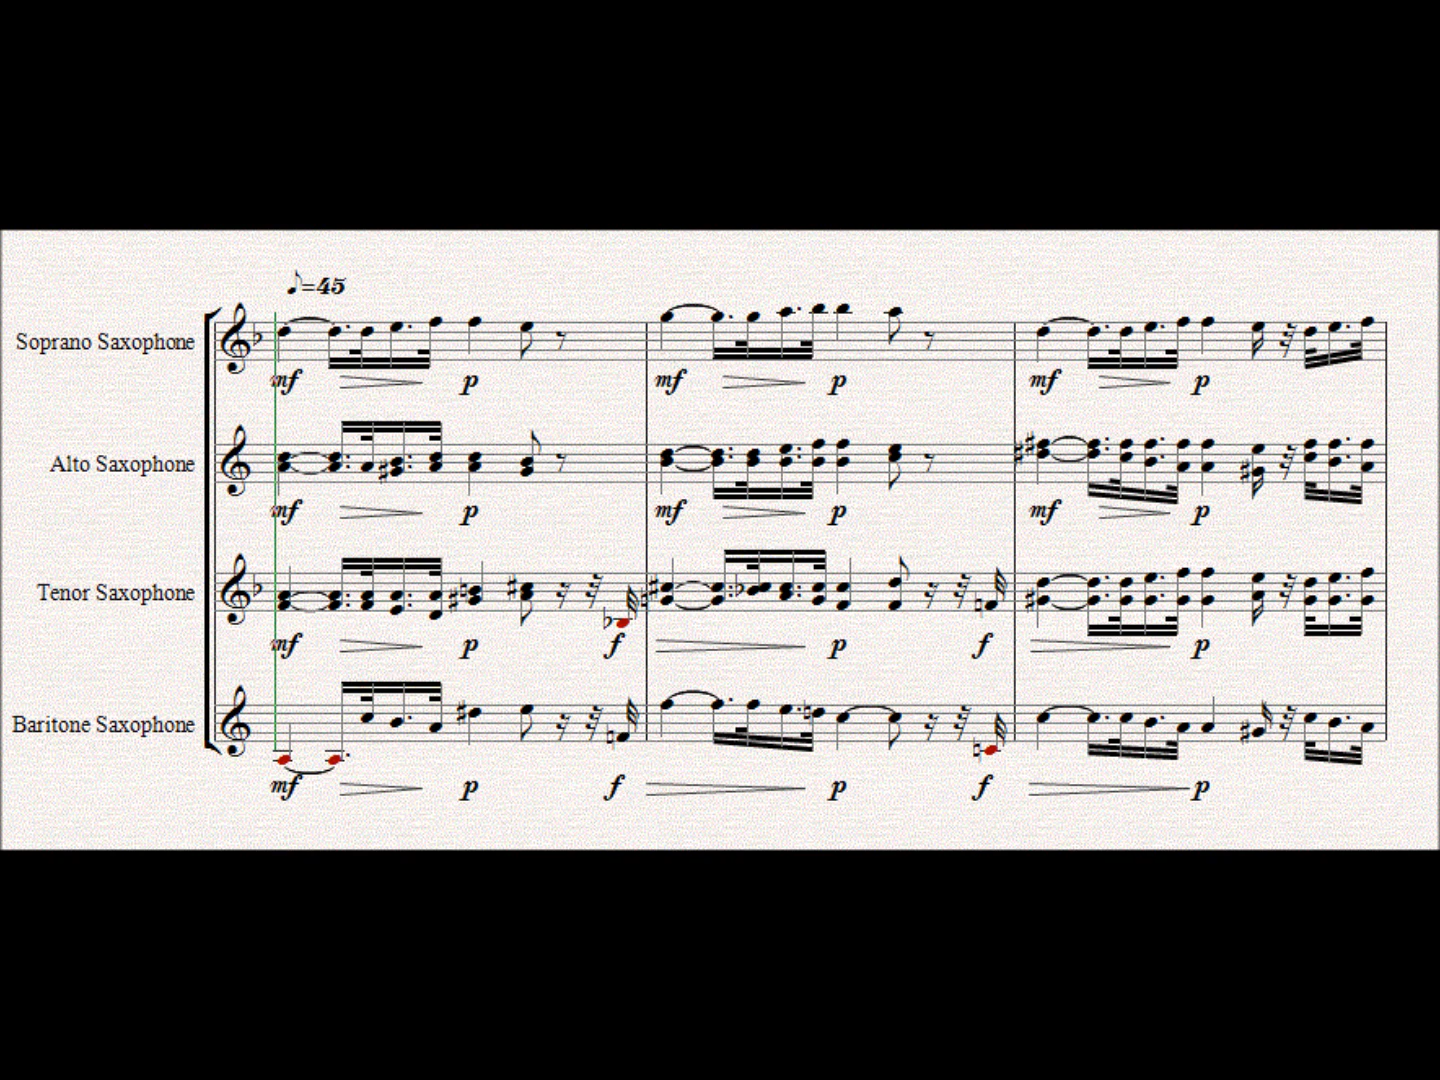 ♪=45
Soprano Saxophone
mf p mf p mf p
Alto Saxophone
mf p mf p mf p
Tenor Saxophone
mf p f p f p
Baritone Saxophone
mf p f p f p